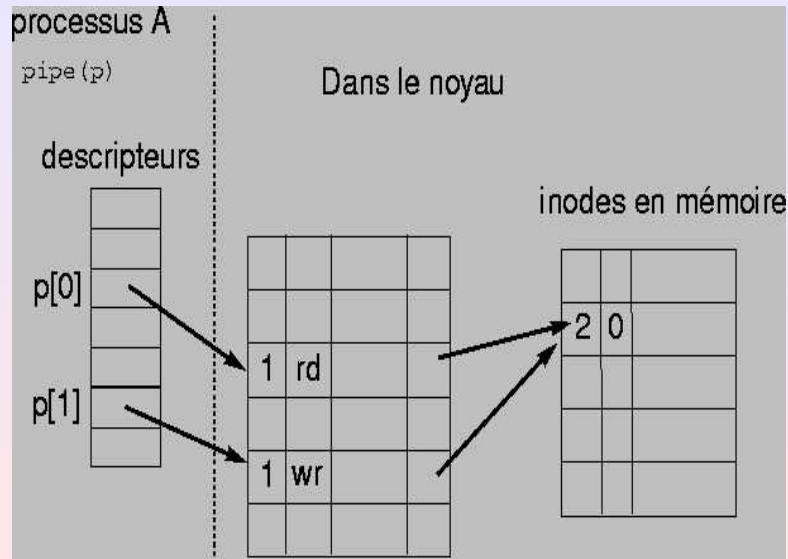 processus A
pipe(p)
Dans le noyau
descripteurs
inodes en mémoire
p[0]
2 0
1 rd
p[1]
1 wr